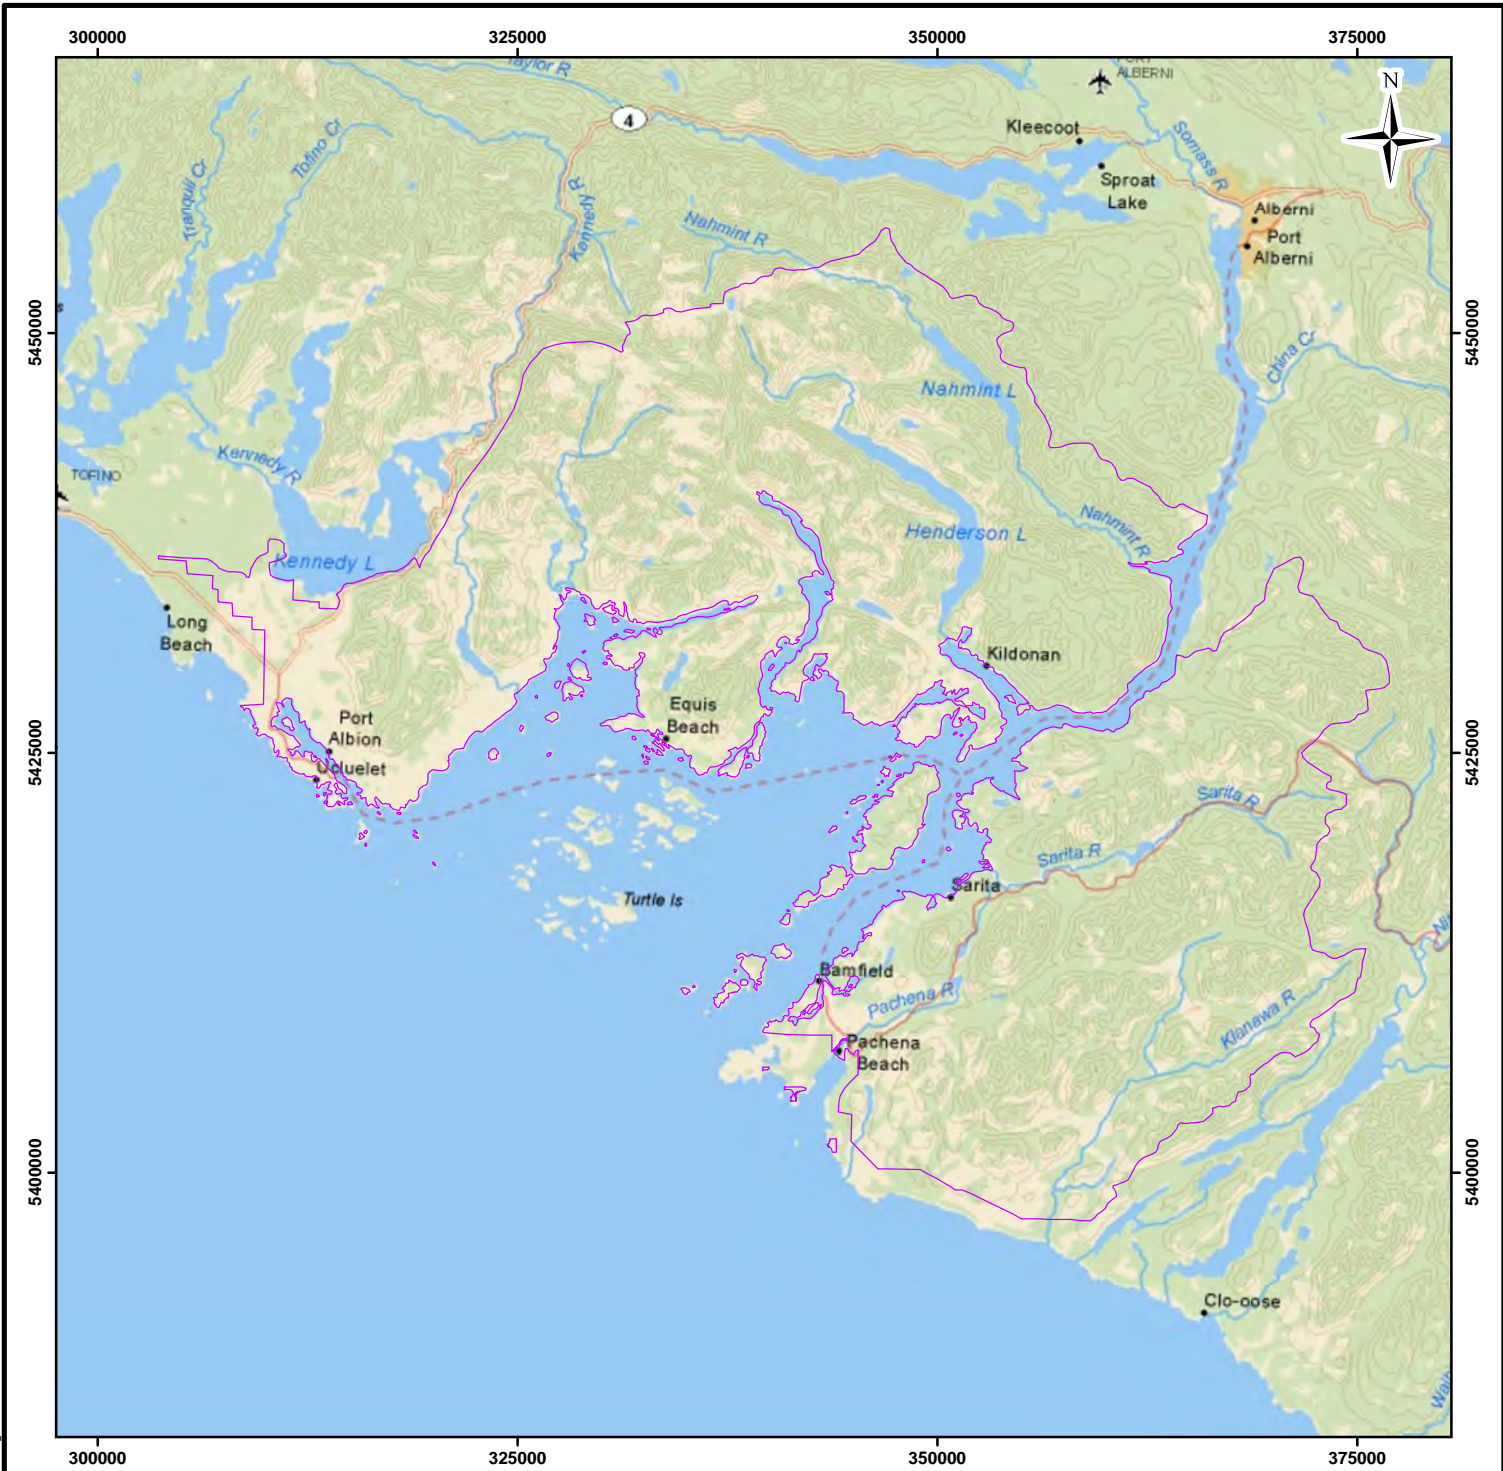 300000
325000
350000
375000
Taylor R
PORT
ALBERNI
N
4
Kleecoot
Somass R
Tofino Cr
Tranquil Cr
Sproat
Lake
Kennedy R
Alberni
Nahmint R
Port
Alberni
5450000
5450000
China Cr
Nahmint L
Kennedy R
TOFINO
Nahmint R
Henderson L
Kennedy L
Long
Beach
Kildonan
Equis
Beach
Port
Albion
Ucluelet
5425000
5425000
Sarita R
Sarita R
Sarita
Turtle Is
Bamfield
Pachena R
Klanawa R
Pachena
Beach
5400000
5400000
Clo-oose
300000
325000
350000
375000